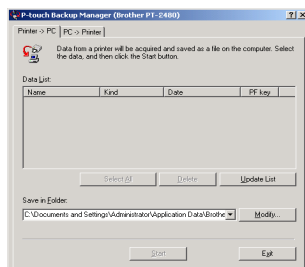 P-touch Backup Manager (Brother PT-2480)
Printer -> PC PC -> Printer
Data from a printer will be acquired and saved as a file on the computer. Select
the data, and then click the Start button.
Data List:
Name Kind Date PF key
Select All Delete Update List
Save in Folder:
C:\Documents and Settings\Administrator\Application Data\Brothe Modify...
Start Exit